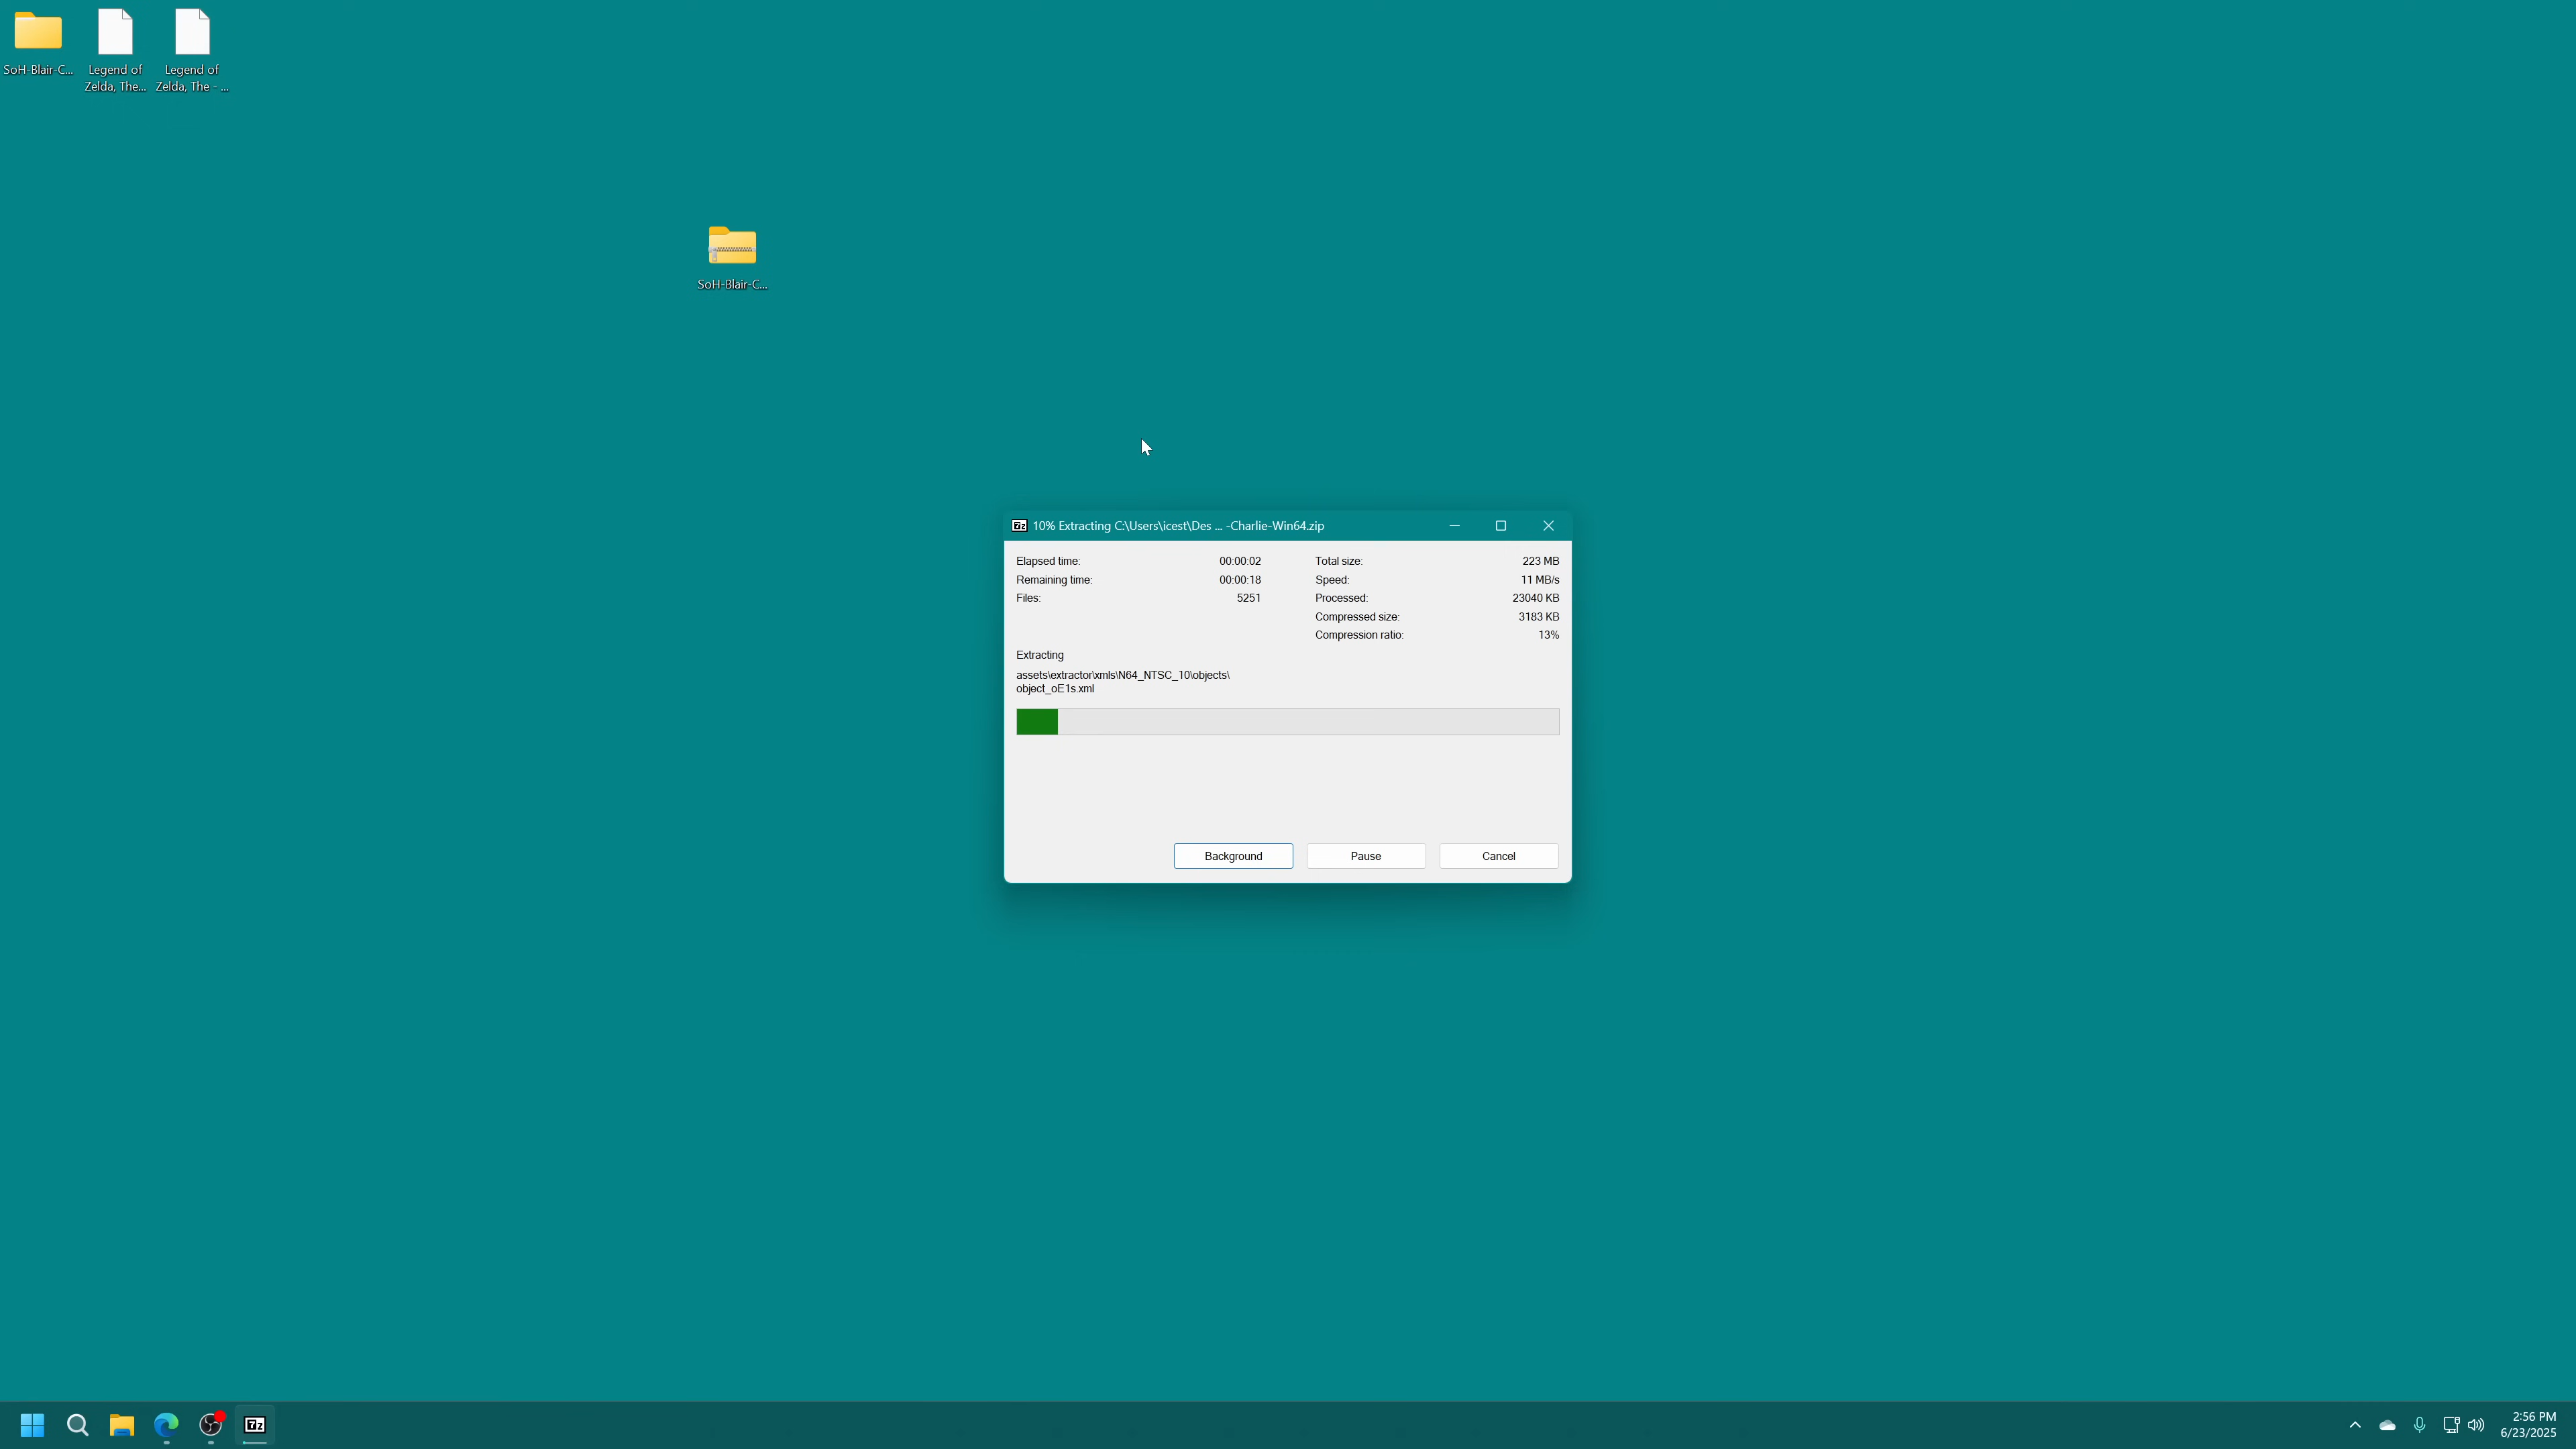 SoH-Blair-C...
Legend of
Zelda, The...
Legend of
Zelda, The - ...
SoH-Blair-C...
7z 10% Extracting C:\Users\icest\Des ... -Charlie-Win64.zip
Elapsed time: 00:00:02 Total size: 223 MB
Remaining time: 00:00:18 Speed: 11 MB/s
Files: 5251 Processed: 23040 KB
Compressed size: 3183 KB
Compression ratio: 13%
Extracting
assets\extractor\xmls\N64_NTSC_10\objects\
object_oE1s.xml
Background Pause Cancel
7z
2:56 PM
6/23/2025